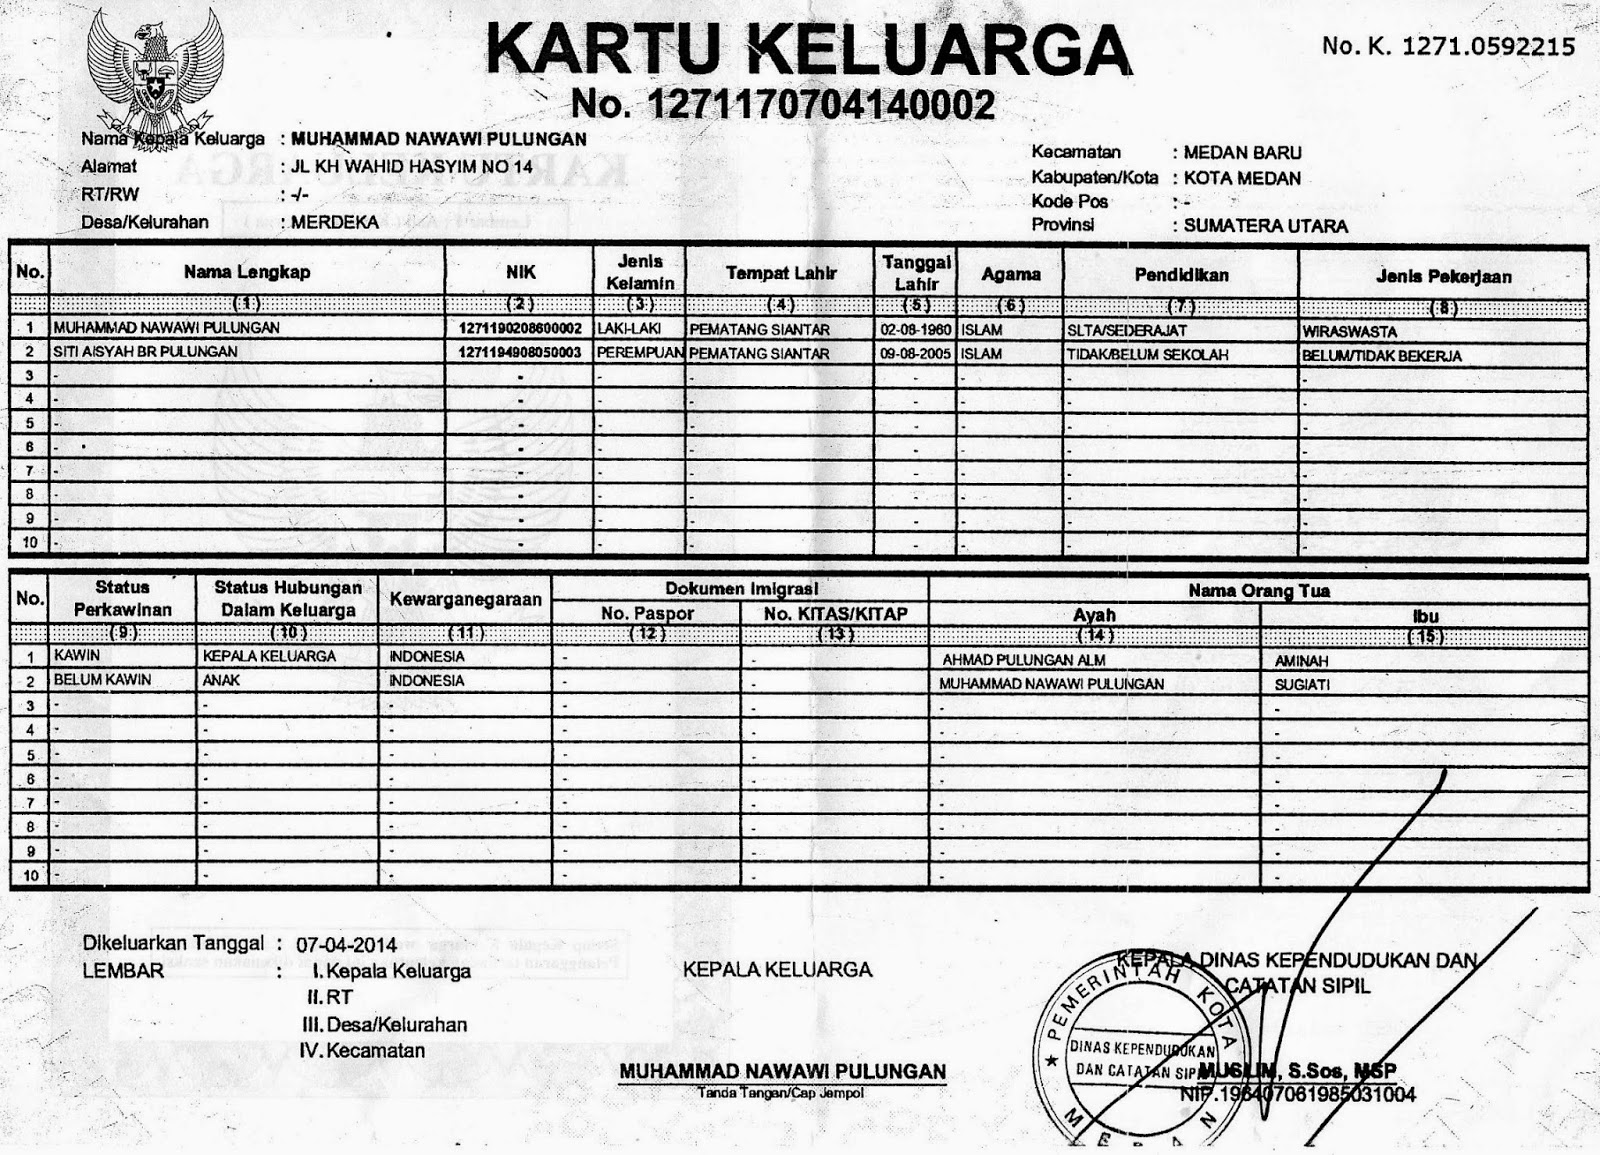 KARTU KELUARGA
No. K. 1271.0592215
No. 1271170704140002
Nama Kepala Keluarga : MUHAMMAD NAWAWI PULUNGAN
Alamat : JL KH WAHID HASYIM NO 14
RT/RW : -/-
Desa/Kelurahan : MERDEKA
Kecamatan : MEDAN BARU
Kabupaten/Kota : KOTA MEDAN
Kode Pos : -
Provinsi : SUMATERA UTARA
No. Nama Lengkap NIK Jenis Kelamin Tempat Lahir Tanggal Lahir Agama Pendidikan Jenis Pekerjaan
(1) (2) (3) (4) (5) (6) (7) (8)
1 MUHAMMAD NAWAWI PULUNGAN 1271190208600002 LAKI-LAKI PEMATANG SIANTAR 02-08-1960 ISLAM SLTA/SEDERAJAT WIRASWASTA
2 SITI AISYAH BR PULUNGAN 1271194908050003 PEREMPUAN PEMATANG SIANTAR 09-08-2005 ISLAM TIDAK/BELUM SEKOLAH BELUM/TIDAK BEKERJA
3 - - - - - - - -
4 - - - - - - - -
5 - - - - - - - -
6 - - - - - - - -
7 - - - - - - - -
8 - - - - - - - -
9 - - - - - - - -
10 - - - - - - - -
No. Status Perkawinan Status Hubungan Dalam Keluarga Kewarganegaraan Dokumen Imigrasi Nama Orang Tua
No. Paspor No. KITAS/KITAP Ayah Ibu
(9) (10) (11) (12) (13) (14) (15)
1 KAWIN KEPALA KELUARGA INDONESIA - - AHMAD PULUNGAN ALM AMINAH
2 BELUM KAWIN ANAK INDONESIA - - MUHAMMAD NAWAWI PULUNGAN SUGIATI
3 - - - - - - -
4 - - - - - - -
5 - - - - - - -
6 - - - - - - -
7 - - - - - - -
8 - - - - - - -
9 - - - - - - -
10 - - - - - - -
Dikeluarkan Tanggal : 07-04-2014
LEMBAR : I. Kepala Keluarga
II. RT
III. Desa/Kelurahan
IV. Kecamatan
KEPALA KELUARGA
MUHAMMAD NAWAWI PULUNGAN
Tanda Tangan/Cap Jempol
KEPALA DINAS KEPENDUDUKAN DAN
CATATAN SIPIL
PEMERINTAH KOTA
DINAS KEPENDUDUKAN
DAN CATATAN SIPIL
MEDAN
MUSLIM, S.Sos, MSP
NIP.196407061985031004